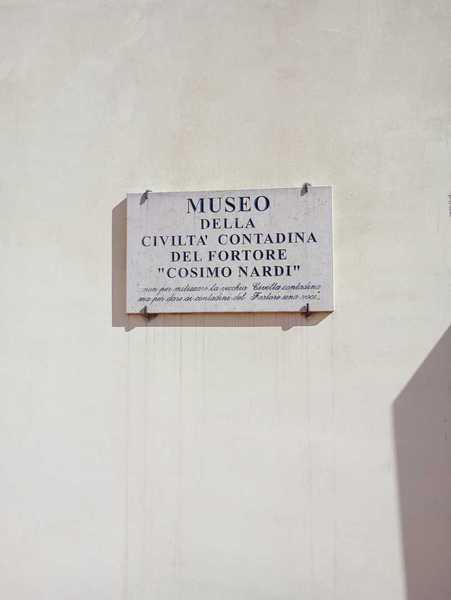 MUSEO
DELLA
CIVILTA' CONTADINA
DEL FORTORE
"COSIMO NARDI"
non per mitizzare la vecchia Civiltà contadina
ma per dare ai contadini del Fortore una voce